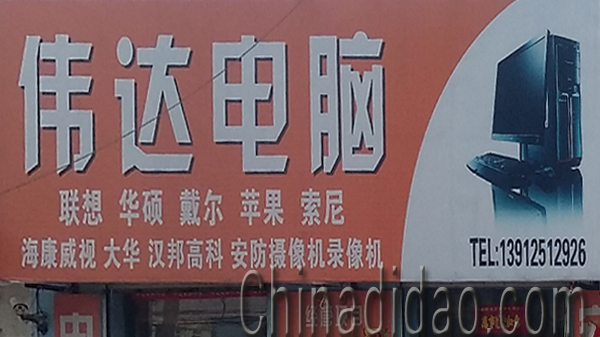 伟达电脑
联想 华硕 戴尔 苹果 索尼
海康威视 大华 汉邦高科 安防摄像机录像机
TEL:13912512926
Chinadidao.com